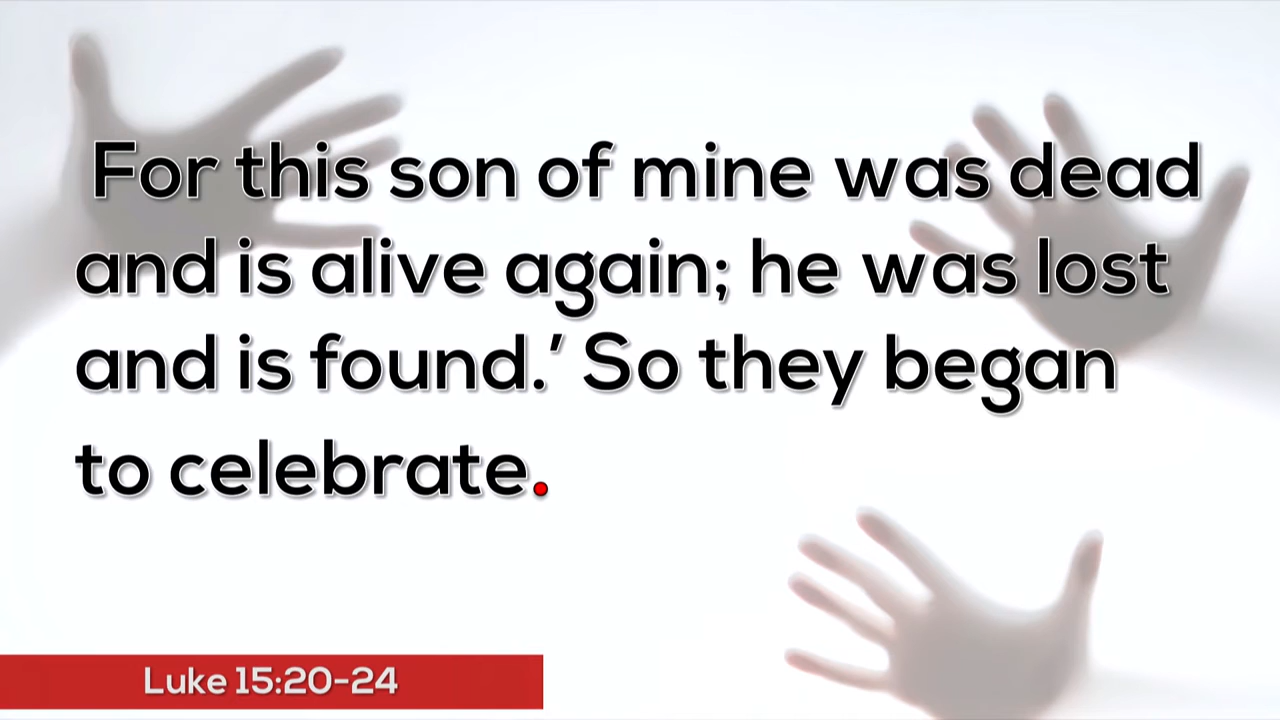 For this son of mine was dead
and is alive again; he was lost
and is found.’ So they began
to celebrate.
Luke 15:20-24